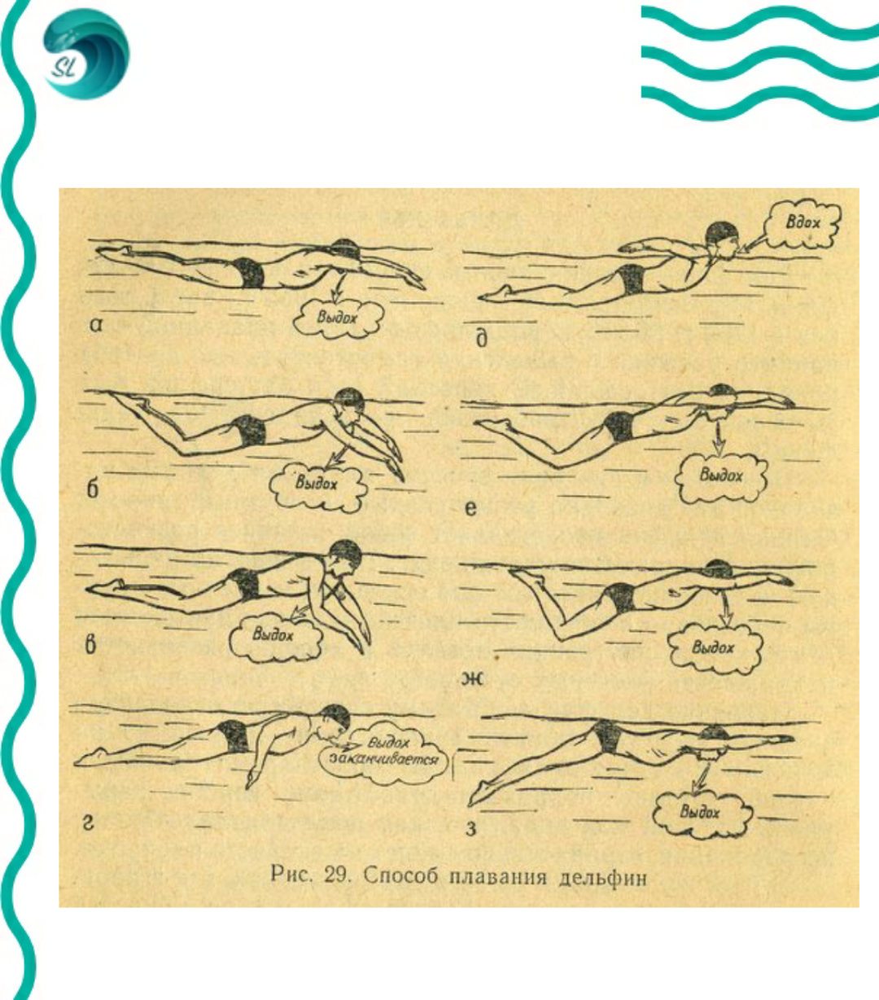 SL
Выдох
а
Вдох
д
Выдох
б
Выдох
е
Выдох
в
Выдох
ж
Выдох
заканчивается
г
Выдох
з
Рис. 29. Способ плавания дельфин